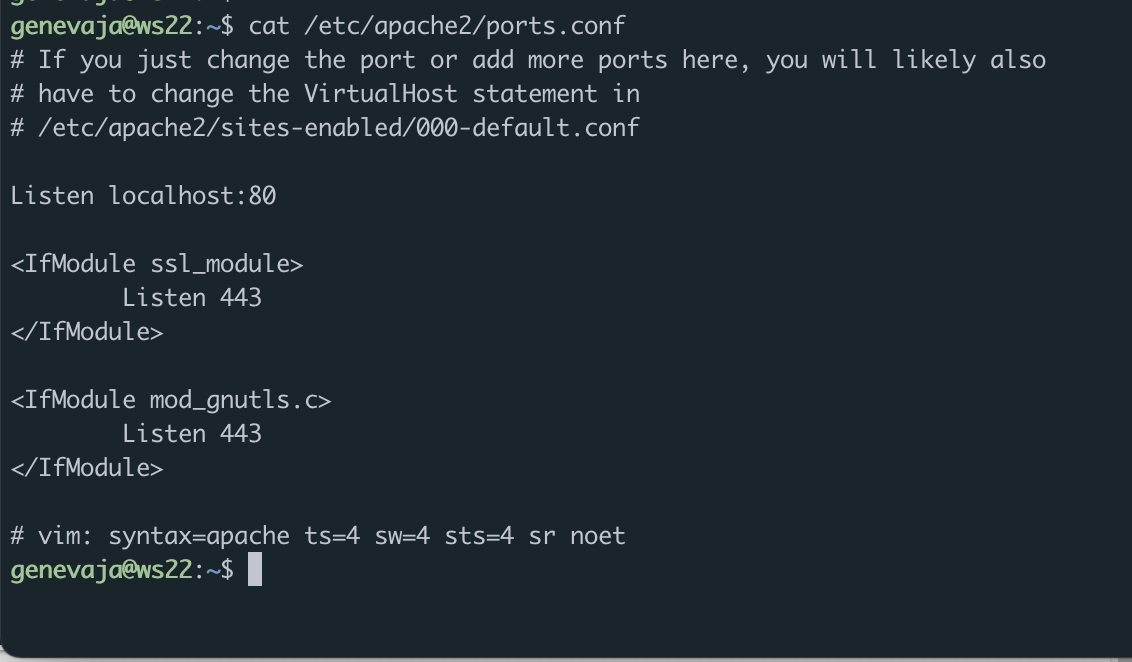 genevaja@ws22:~$ cat /etc/apache2/ports.conf
# If you just change the port or add more ports here, you will likely also
# have to change the VirtualHost statement in
# /etc/apache2/sites-enabled/000-default.conf
Listen localhost:80
<IfModule ssl_module>
        Listen 443
</IfModule>
<IfModule mod_gnutls.c>
        Listen 443
</IfModule>
# vim: syntax=apache ts=4 sw=4 sts=4 sr noet
genevaja@ws22:~$